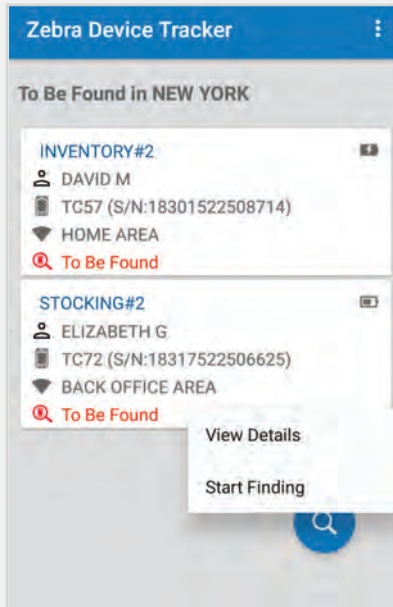 Zebra Device Tracker
To Be Found in NEW YORK
INVENTORY#2
DAVID M
TC57 (S/N:18301522508714)
HOME AREA
To Be Found
STOCKING#2
ELIZABETH G
TC72 (S/N:18317522506625)
BACK OFFICE AREA
To Be Found
View Details
Start Finding